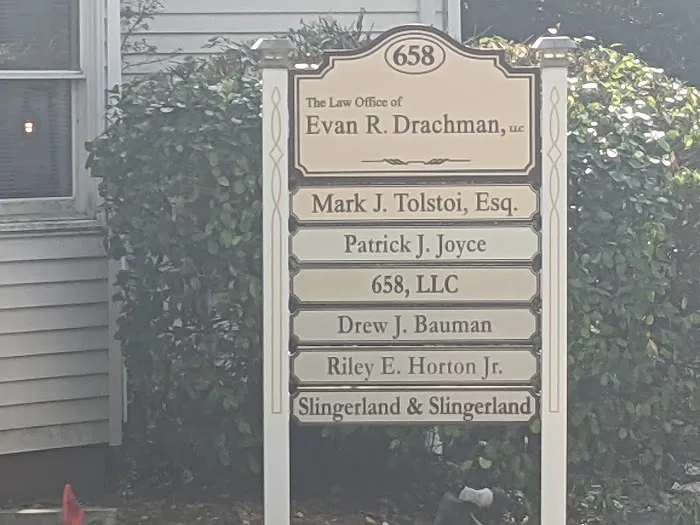 658
The Law Office of
Evan R. Drachman, LLC
Mark J. Tolstoi, Esq.
Patrick J. Joyce
658, LLC
Drew J. Bauman
Riley E. Horton Jr.
Slingerland & Slingerland